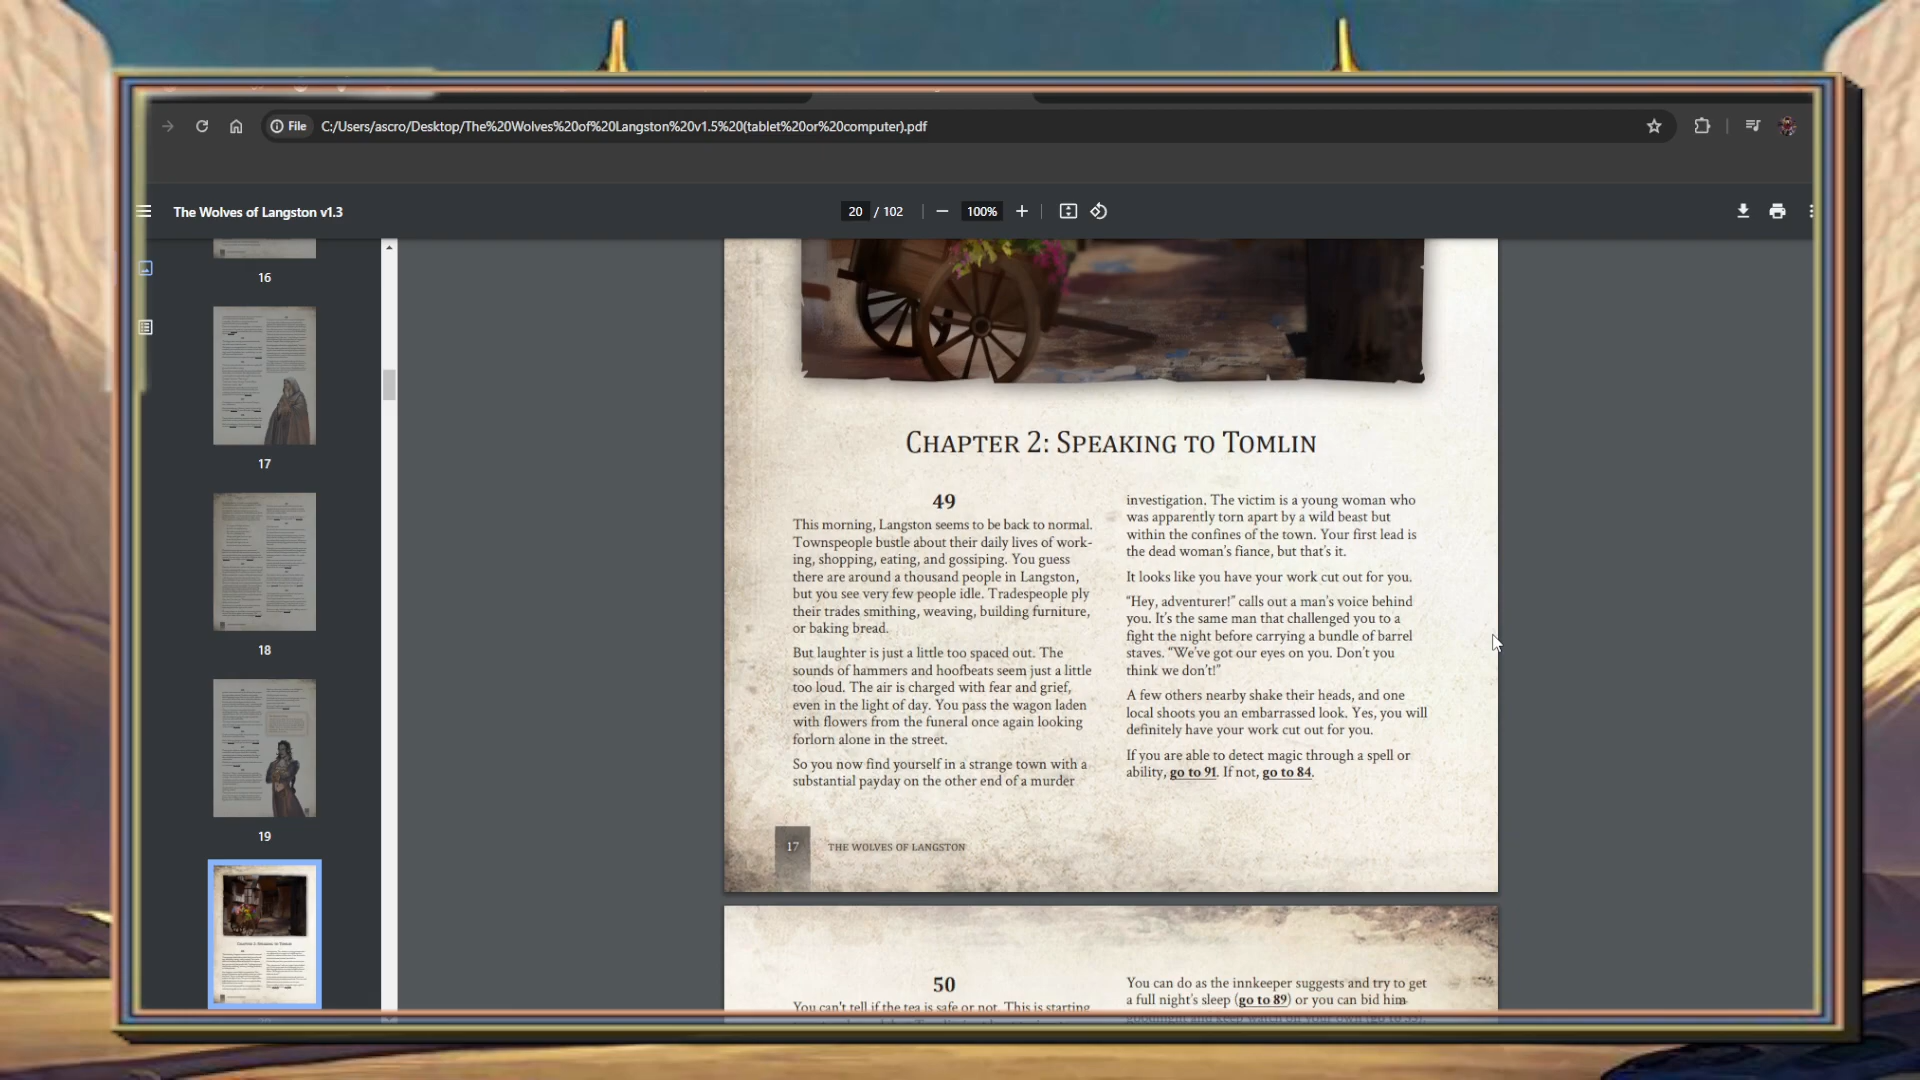 File
C:/Users/ascro/Desktop/The%20Wolves%20of%20Langston%20v1.5%20(tablet%20or%20computer).pdf
The Wolves of Langston v1.3
20 / 102
100%
16
17
18
19
CHAPTER 2: SPEAKING TO TOMLIN
49
This morning, Langston seems to be back to normal.
Townspeople bustle about their daily lives of work-
ing, shopping, eating, and gossiping. You guess
there are around a thousand people in Langston,
but you see very few people idle. Tradespeople ply
their trades smithing, weaving, building furniture,
or baking bread.
But laughter is just a little too spaced out. The
sounds of hammers and hoofbeats seem just a little
too loud. The air is charged with fear and grief,
even in the light of day. You pass the wagon laden
with flowers from the funeral once again looking
forlorn alone in the street.
So you now find yourself in a strange town with a
substantial payday on the other end of a murder
investigation. The victim is a young woman who
was apparently torn apart by a wild beast but
within the confines of the town. Your first lead is
the dead woman's fiance, but that's it.
It looks like you have your work cut out for you.
"Hey, adventurer!" calls out a man's voice behind
you. It's the same man that challenged you to a
fight the night before carrying a bundle of barrel
staves. "We've got our eyes on you. Don't you
think we don't!"
A few others nearby shake their heads, and one
local shoots you an embarrassed look. Yes, you will
definitely have your work cut out for you.
If you are able to detect magic through a spell or
ability, go to 91. If not, go to 84.
17
THE WOLVES OF LANGSTON
50
You can't tell if the tea is safe or not. This is starting
You can do as the innkeeper suggests and try to get
a full night's sleep (go to 89) or you can bid him